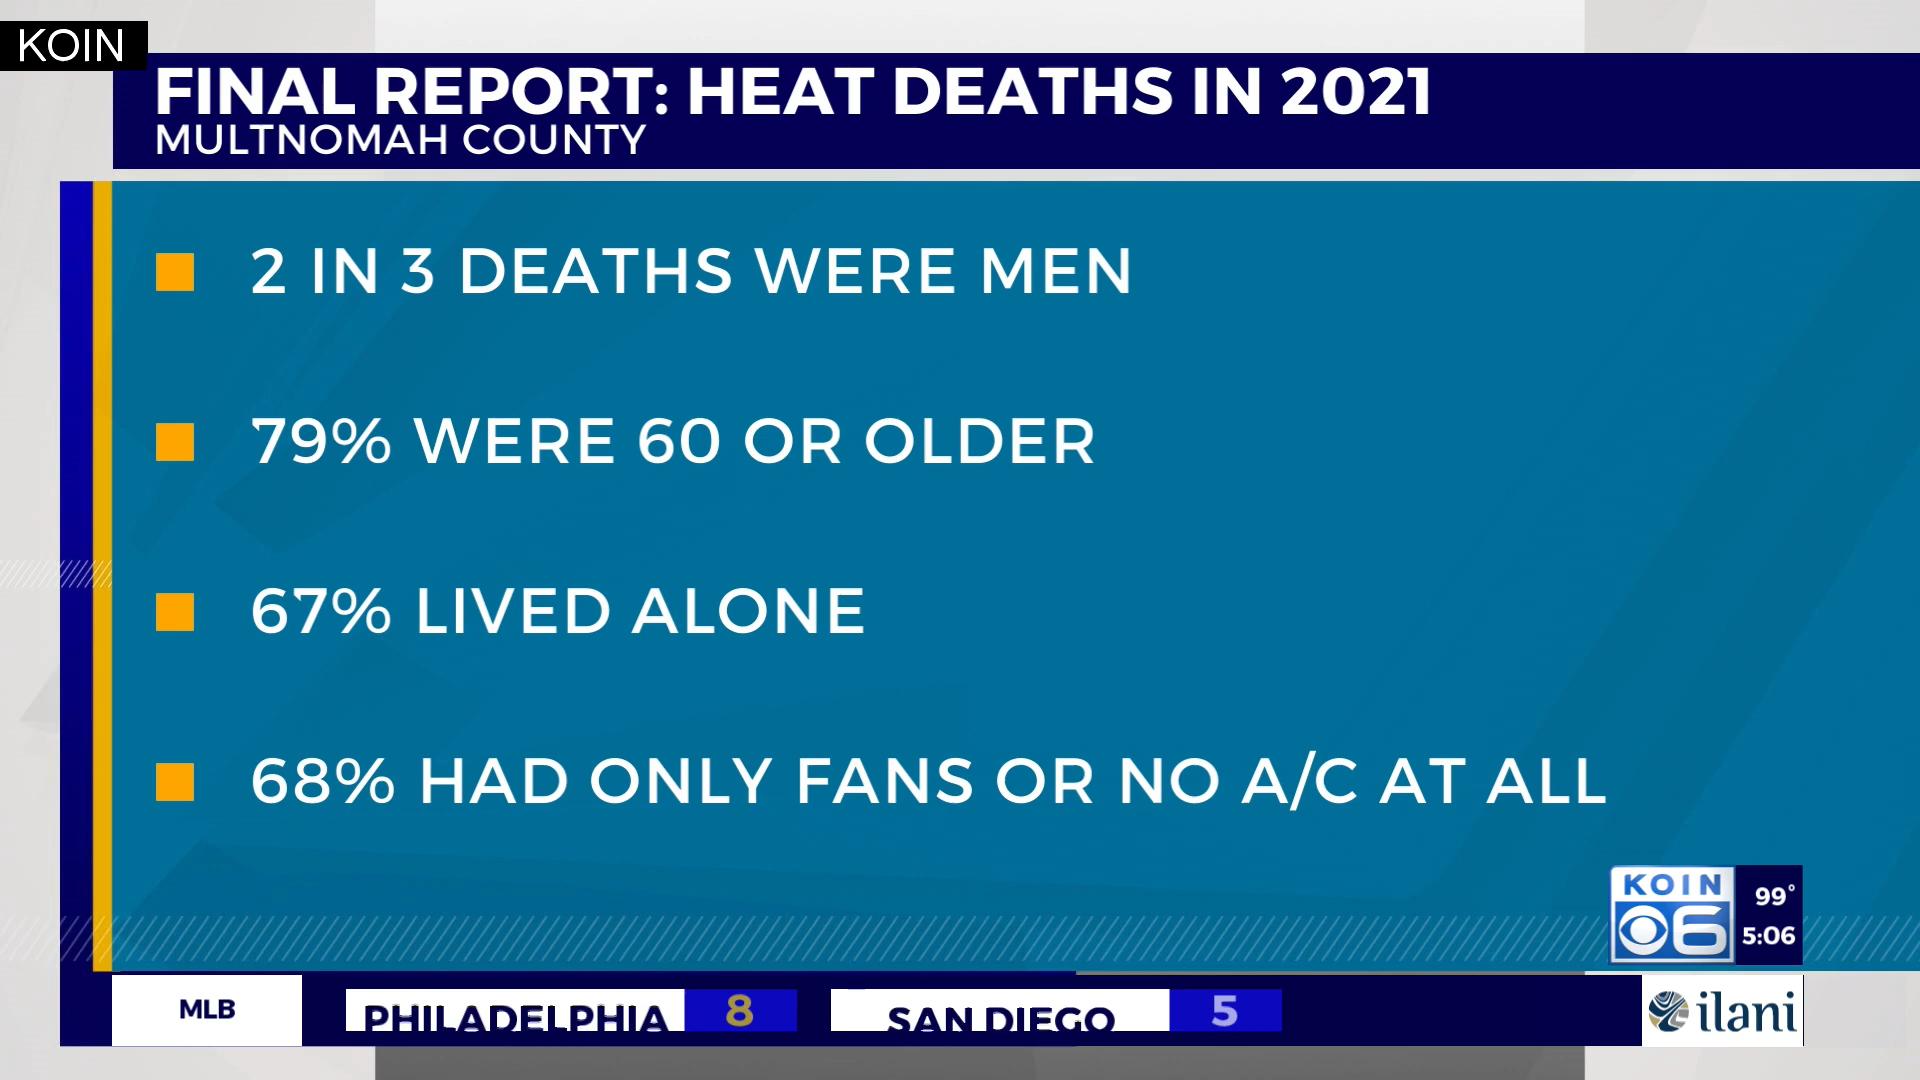 KOIN
FINAL REPORT: HEAT DEATHS IN 2021
MULTNOMAH COUNTY
2 IN 3 DEATHS WERE MEN
79% WERE 60 OR OLDER
67% LIVED ALONE
68% HAD ONLY FANS OR NO A/C AT ALL
KOIN
6
99°
5:06
MLB
PHILADELPHIA 8
SAN DIEGO 5
ilani